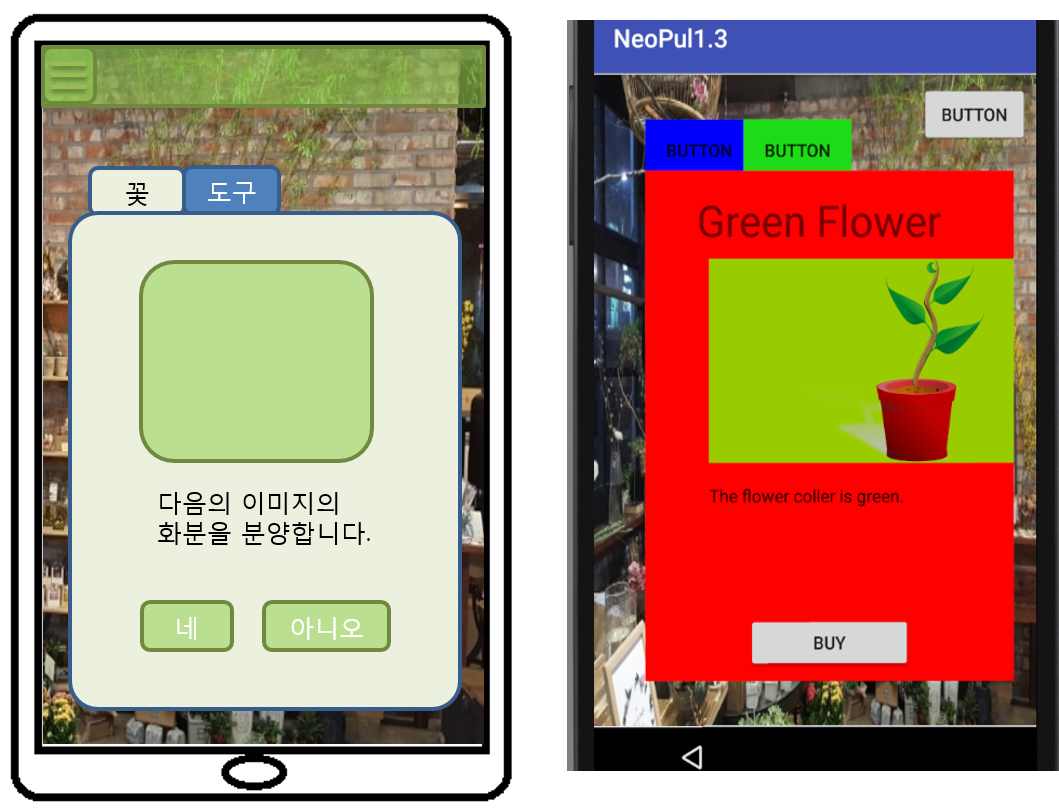 꽃
도구
다음의 이미지의
화분을 분양합니다.
네
아니오
NeoPul1.3
BUTTON
BUTTON
BUTTON
Green Flower
The flower coller is green.
BUY